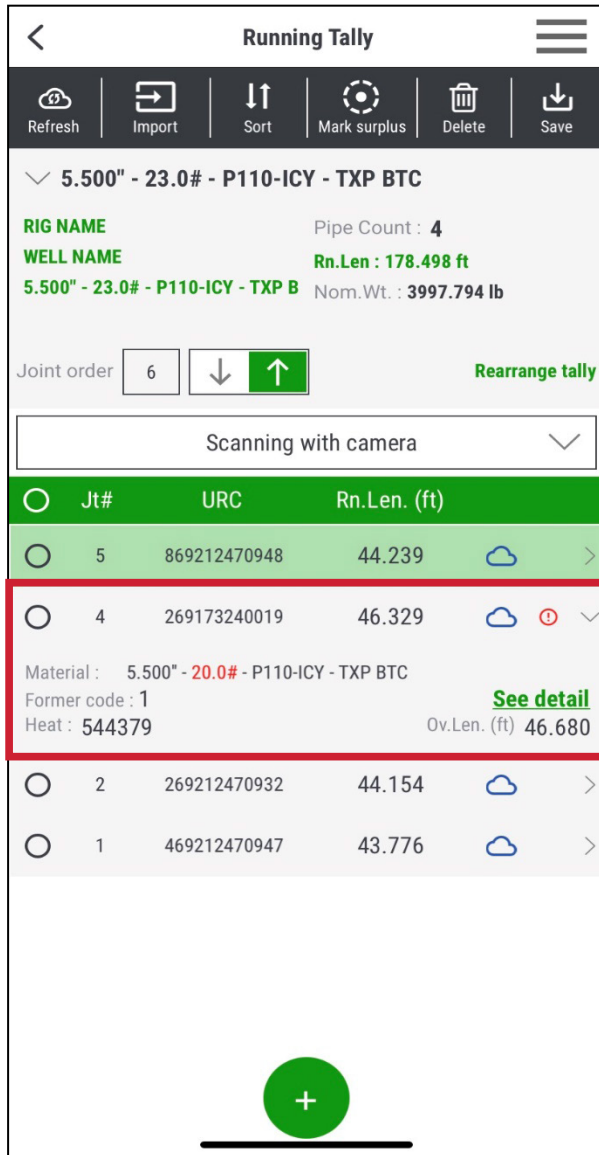 Running Tally
Refresh Import Sort Mark surplus Delete Save
5.500" - 23.0# - P110-ICY - TXP BTC
RIG NAME Pipe Count : 4
WELL NAME Rn.Len : 178.498 ft
5.500" - 23.0# - P110-ICY - TXP B Nom.Wt. : 3997.794 lb
Joint order 6 Rearrange tally
Scanning with camera
Jt# URC Rn.Len. (ft)
5 869212470948 44.239
4 269173240019 46.329
Material : 5.500" - 20.0# - P110-ICY - TXP BTC
Former code : 1 See detail
Heat : 544379 Ov.Len. (ft) 46.680
2 269212470932 44.154
1 469212470947 43.776
+